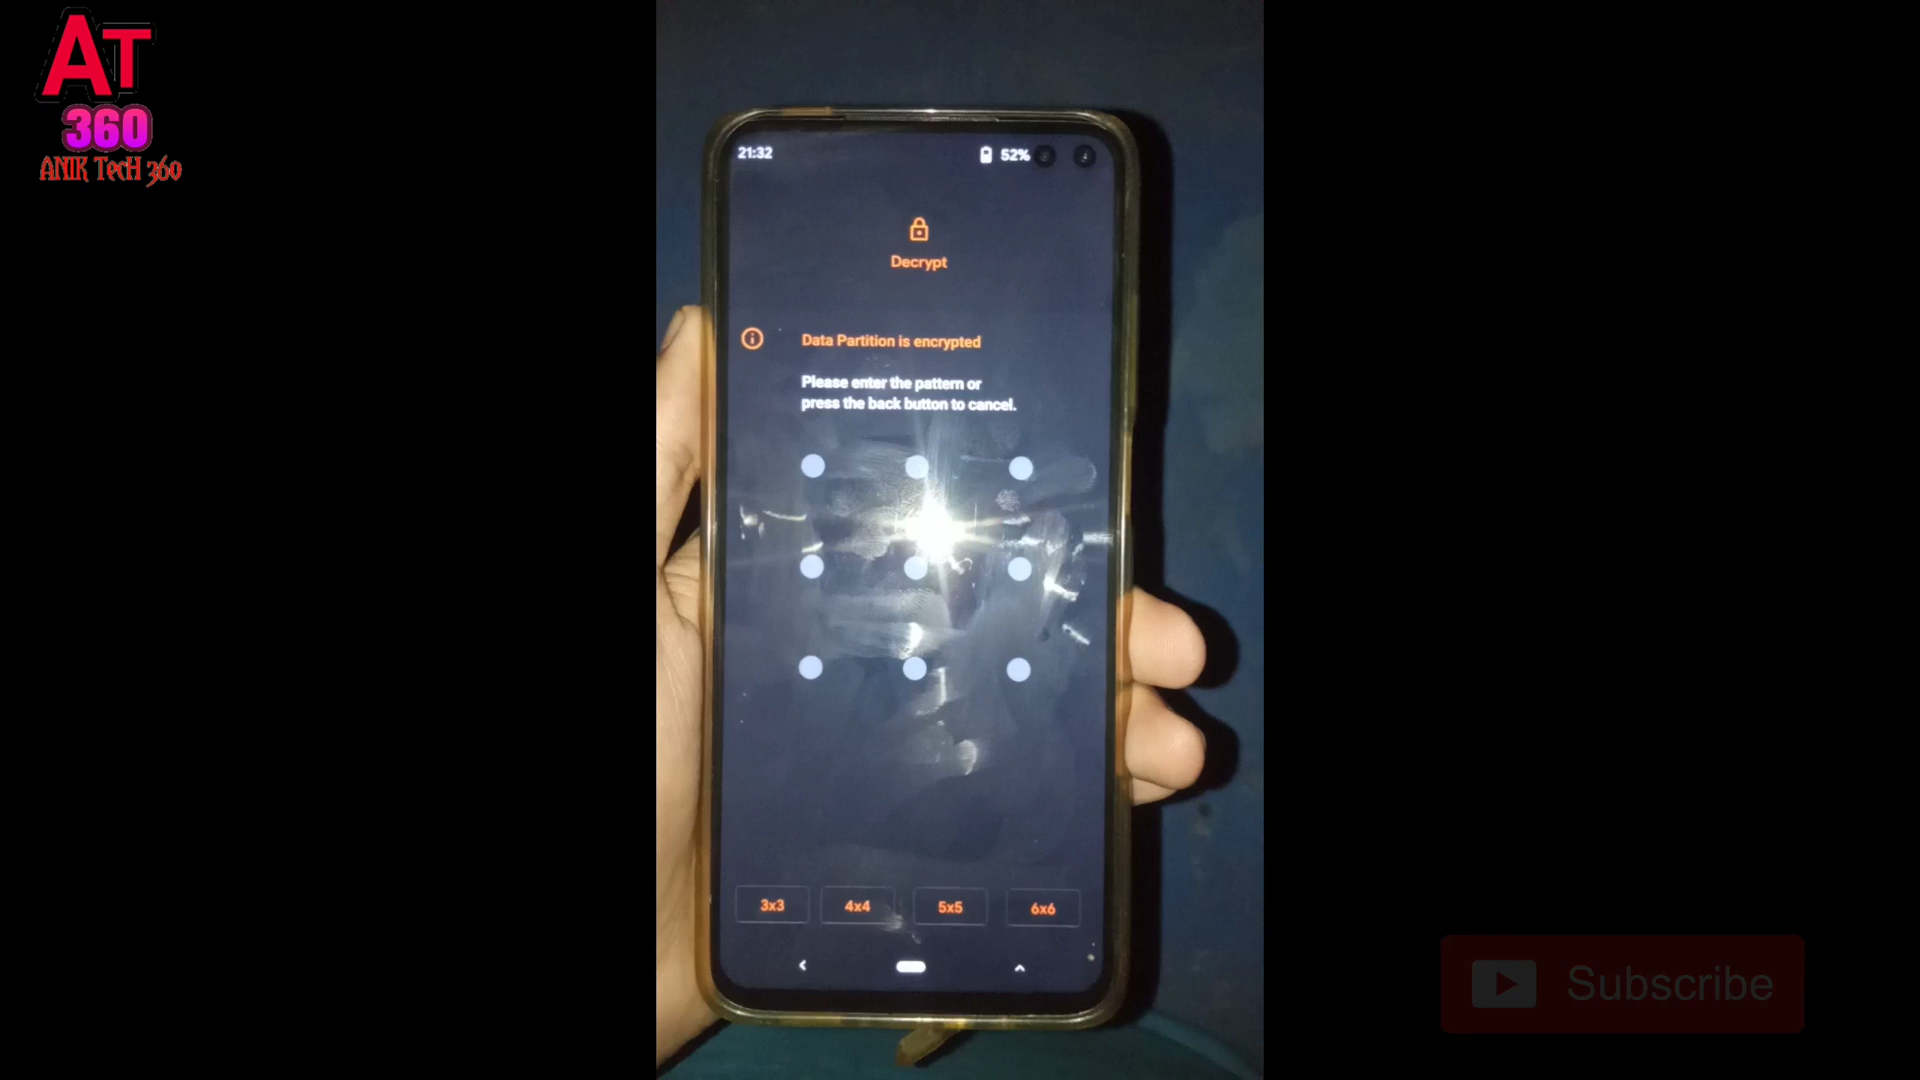 AT
360
ANIK TecH 360
21:32
52%
Decrypt
Data Partition is encrypted
Please enter the pattern or
press the back button to cancel.
3x3
4x4
5x5
6x6
Subscribe